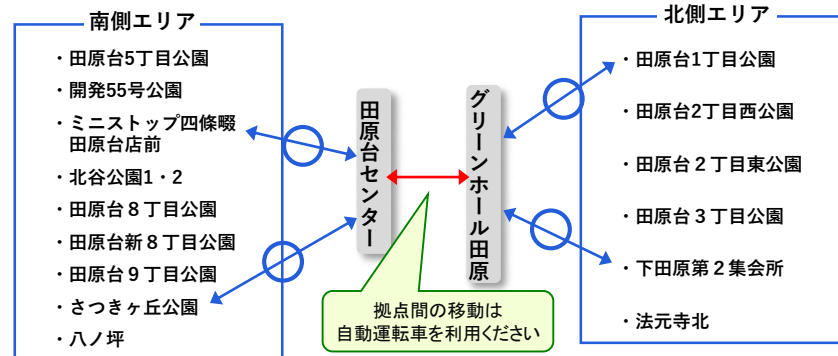 南側エリア
・田原台5丁目公園
・開発55号公園
・ミニストップ四條畷
田原台店前
・北谷公園1・2
・田原台８丁目公園
・田原台新８丁目公園
・田原台９丁目公園
・さつきヶ丘公園
・八ノ坪
田原台センター
グリーンホール田原
拠点間の移動は
自動運転車を利用ください
北側エリア
・田原台1丁目公園
・田原台2丁目西公園
・田原台２丁目東公園
・田原台３丁目公園
・下田原第２集会所
・法元寺北